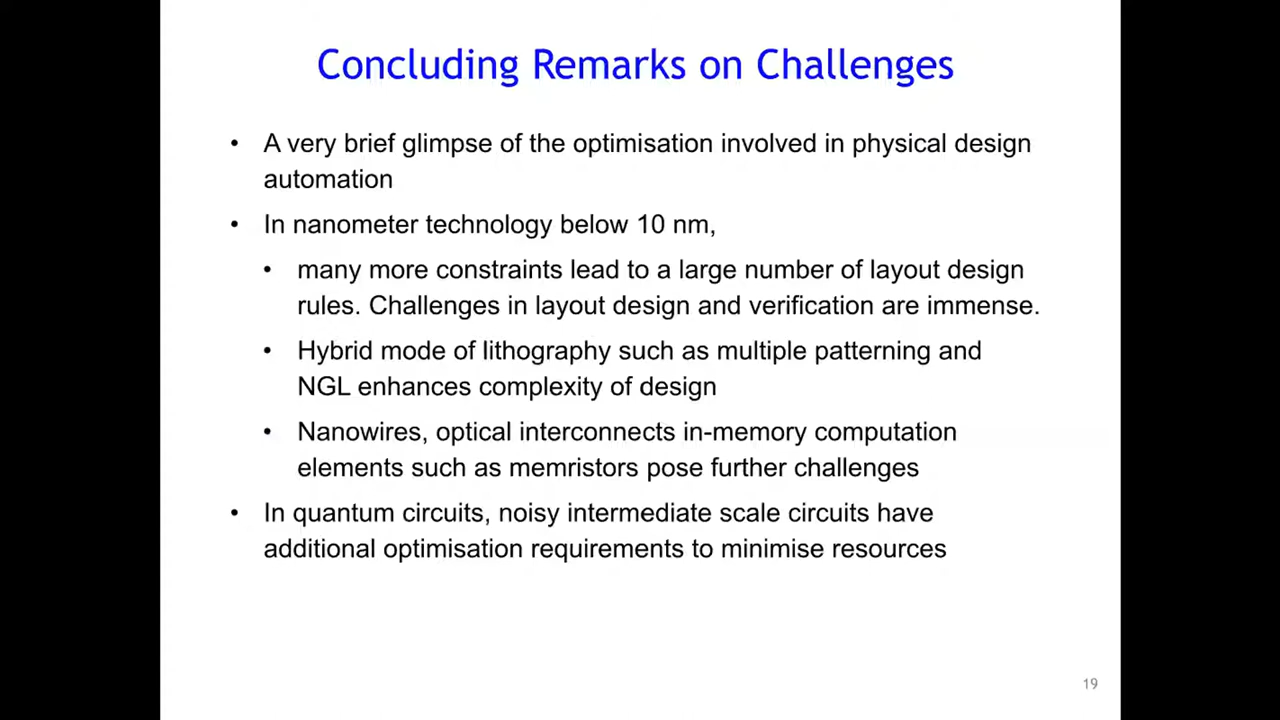 Concluding Remarks on Challenges
• A very brief glimpse of the optimisation involved in physical design
automation
• In nanometer technology below 10 nm,
• many more constraints lead to a large number of layout design
rules. Challenges in layout design and verification are immense.
• Hybrid mode of lithography such as multiple patterning and
NGL enhances complexity of design
• Nanowires, optical interconnects in-memory computation
elements such as memristors pose further challenges
• In quantum circuits, noisy intermediate scale circuits have
additional optimisation requirements to minimise resources
19